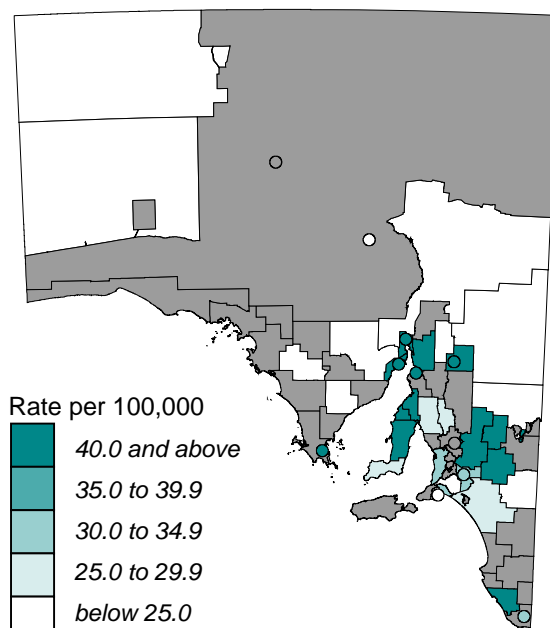 Rate per 100,000
40.0 and above
35.0 to 39.9
30.0 to 34.9
25.0 to 29.9
below 25.0